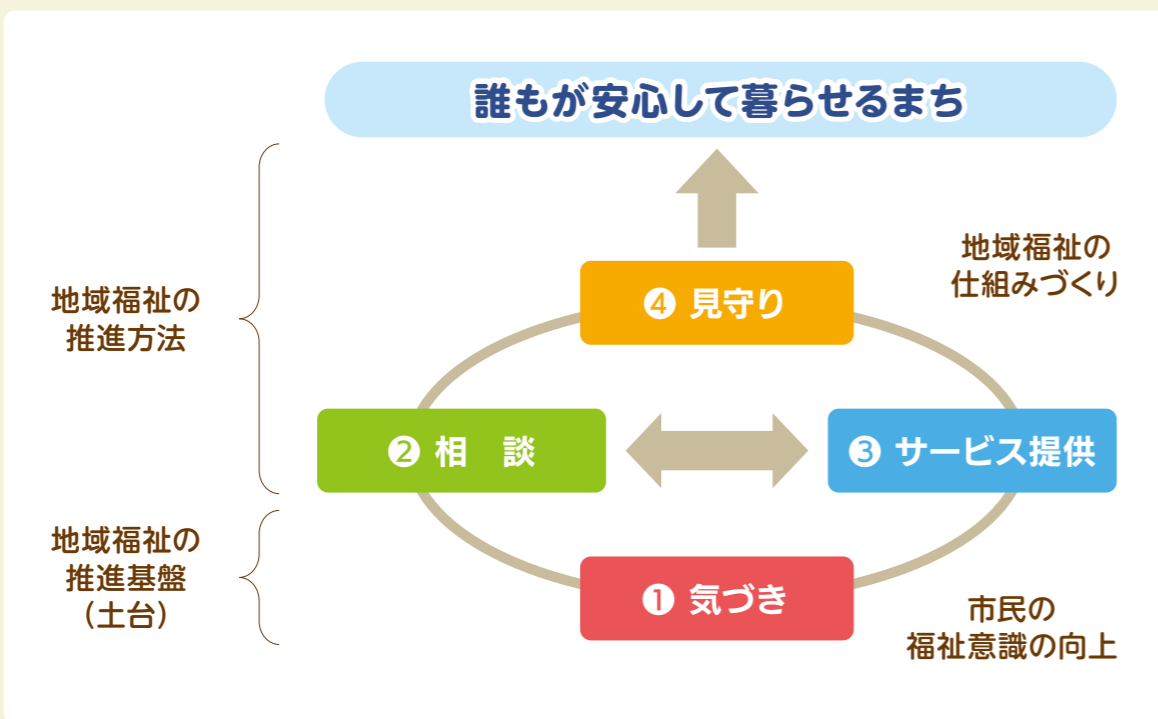 誰もが安心して暮らせるまち
地域福祉の
仕組みづくり
❹ 見守り
地域福祉の
推進方法
❷ 相　談
❸ サービス提供
地域福祉の
推進基盤
(土台)
❶ 気づき
市民の
福祉意識の向上